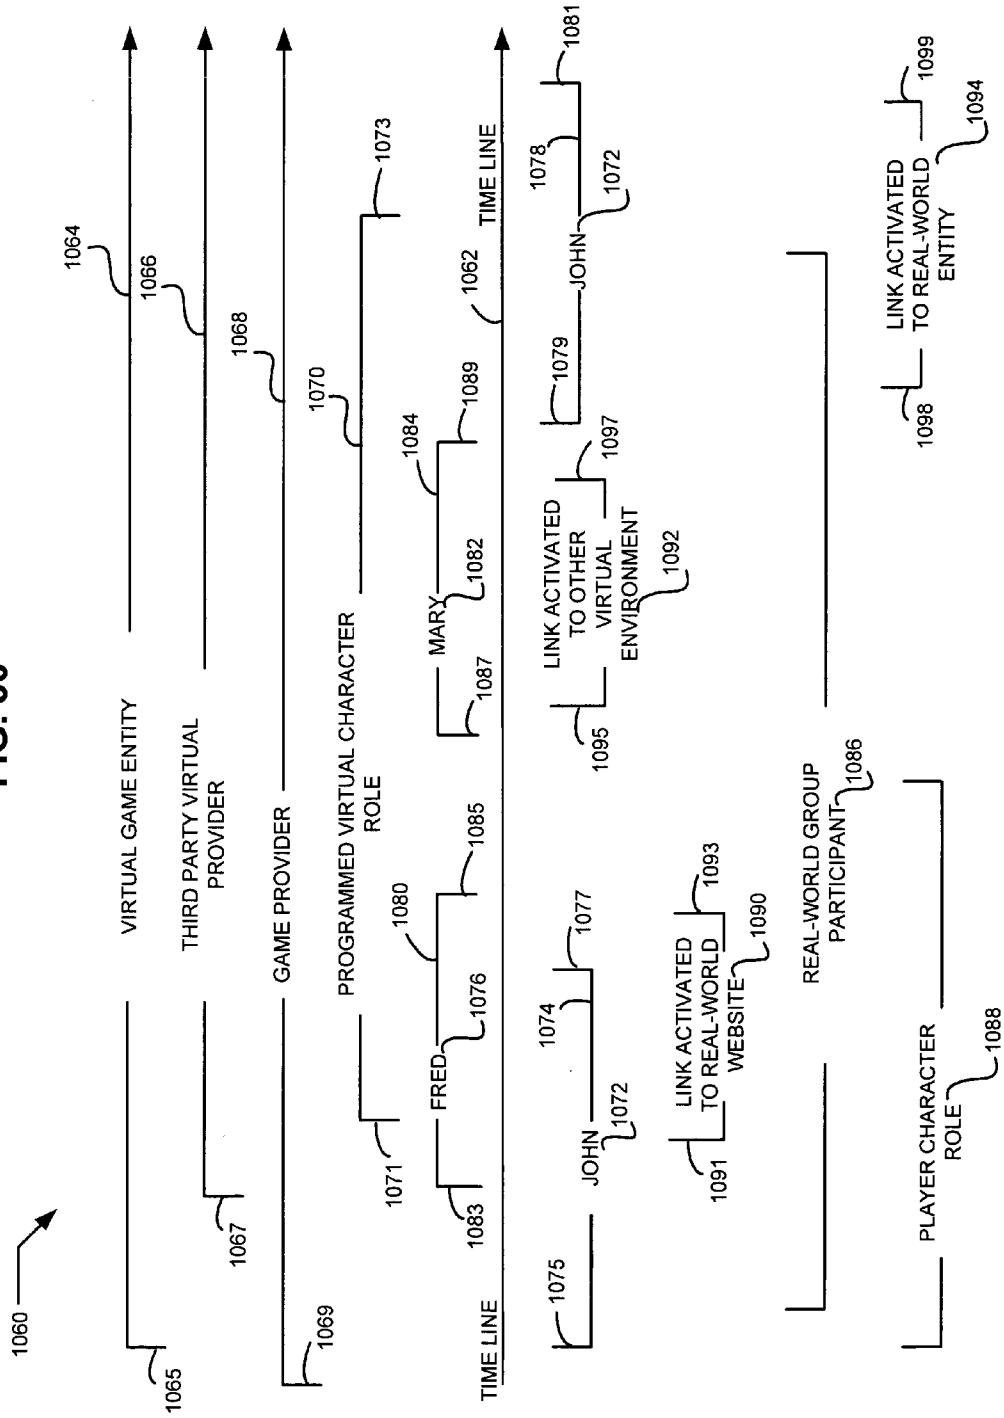 FIG.
1060
VIRTUAL GAME ENTITY
1064
1065
THIRD PARTY VIRTUAL
PROVIDER
1066
1067
GAME PROVIDER
1068
1069
PROGRAMMED VIRTUAL CHARACTER
ROLE
1070
1071
1073
FRED
1076
1080
1083
1085
MARY
1082
1084
1087
1089
TIME LINE
1062
TIME LINE
1075
JOHN
1072
1074
1077
1095
LINK ACTIVATED
TO OTHER
VIRTUAL
ENVIRONMENT
1092
1097
1079
JOHN
1072
1078
1081
1091
LINK ACTIVATED
TO REAL-WORLD
WEBSITE
1090
1093
REAL-WORLD GROUP
PARTICIPANT
1086
PLAYER CHARACTER
ROLE
1088
1098
LINK ACTIVATED
TO REAL-WORLD
ENTITY
1094
1099